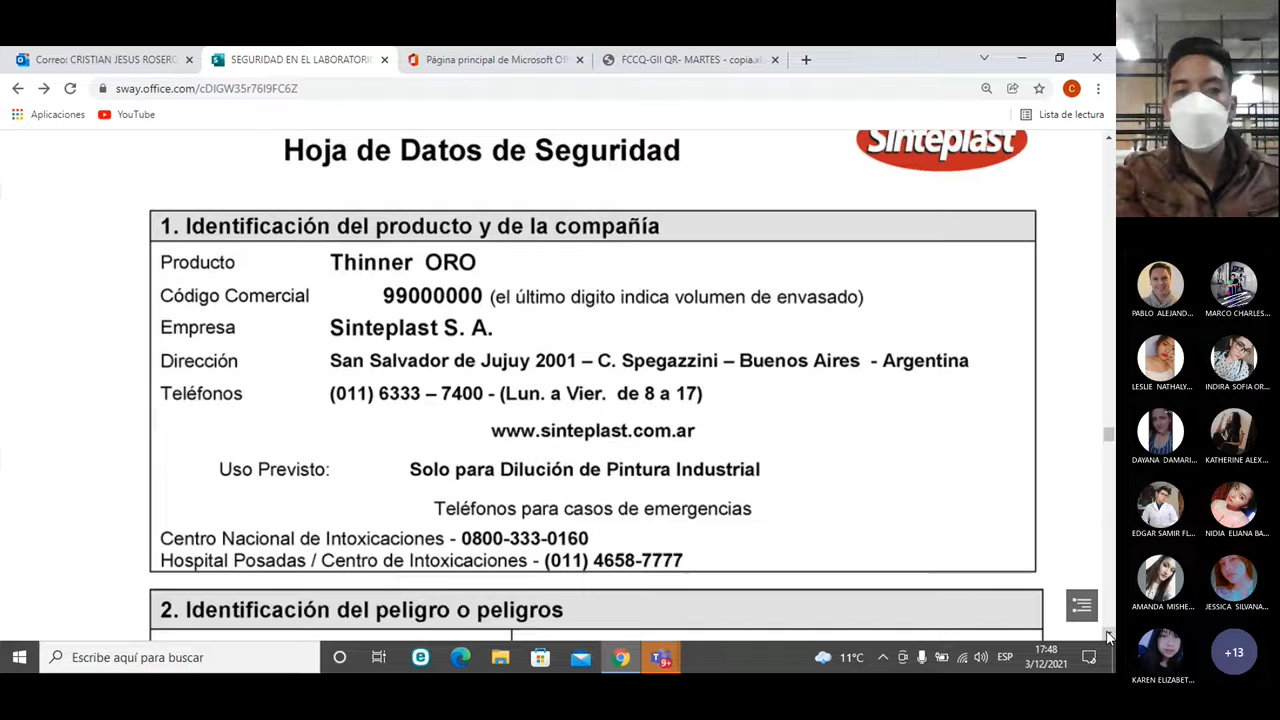 Correo: CRISTIAN JESUS ROSERO
SEGURIDAD EN EL LABORATORIO
Página principal de Microsoft Of
FCCQ-GII QR- MARTES - copia.xl
sway.office.com/cDIGW35r76I9FC6Z
C
Aplicaciones
YouTube
Lista de lectura
Hoja de Datos de Seguridad
Sinteplast
1. Identificación del producto y de la compañía
Producto Thinner ORO
Código Comercial 99000000 (el último digito indica volumen de envasado)
Empresa Sinteplast S. A.
Dirección San Salvador de Jujuy 2001 – C. Spegazzini – Buenos Aires - Argentina
Teléfonos (011) 6333 – 7400 - (Lun. a Vier. de 8 a 17)
www.sinteplast.com.ar
Uso Previsto: Solo para Dilución de Pintura Industrial
Teléfonos para casos de emergencias
Centro Nacional de Intoxicaciones - 0800-333-0160
Hospital Posadas / Centro de Intoxicaciones - (011) 4658-7777
2. Identificación del peligro o peligros
Escribe aquí para buscar
9+
11°C
ESP
17:48
3/12/2021
PABLO ALEJAND...
MARCO CHARLES...
LESLIE NATHALY...
INDIRA SOFIA OR...
DAYANA DAMARI...
KATHERINE ALEX...
EDGAR SAMIR FL...
NIDIA ELIANA BA...
AMANDA MISHE...
JESSICA SILVANA...
KAREN ELIZABET...
+13